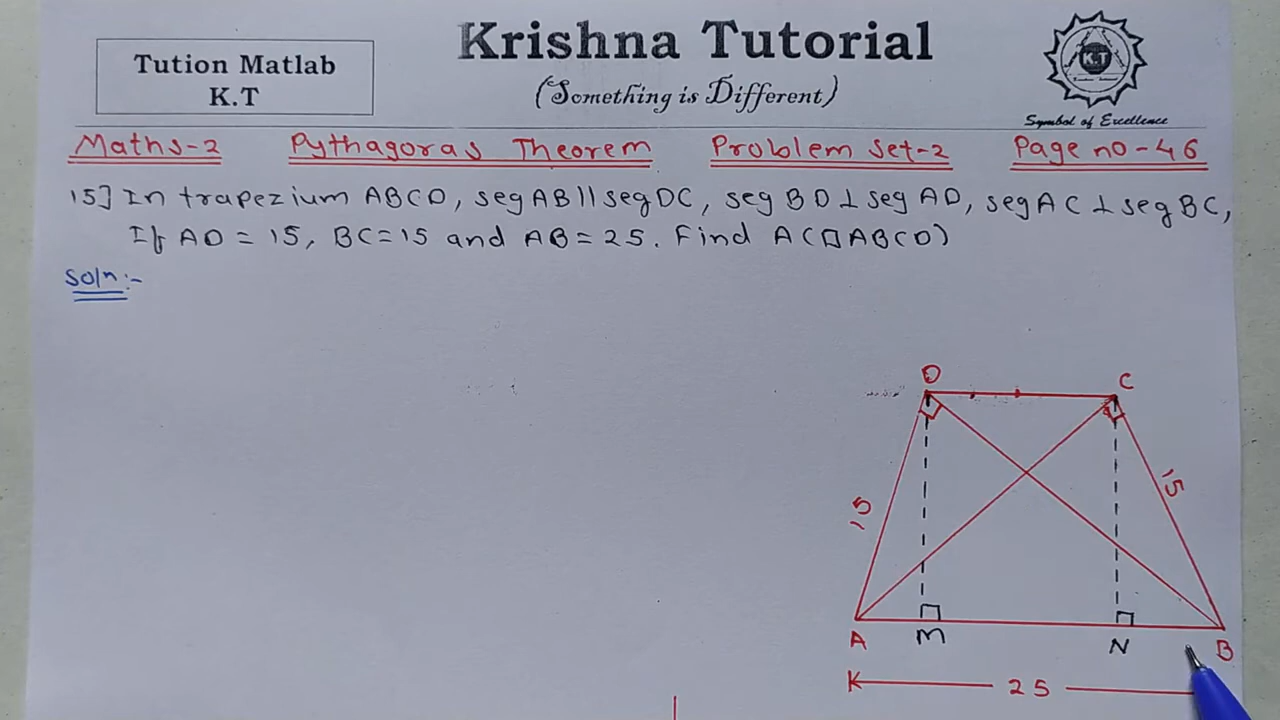 Tution Matlab
K.T
Krishna Tutorial
(Something is Different)
K.T
Symbol of Excellence
Maths-2 Pythagoras Theorem Problem Set-2 Page no-46
15] In trapezium ABCD, seg AB || seg DC, seg BD ⊥ seg AD, seg AC ⊥ seg BC,
If AD = 15, BC = 15 and AB = 25. Find A(□ABCD)
Soln:-
D C
15 15
A M N B
25